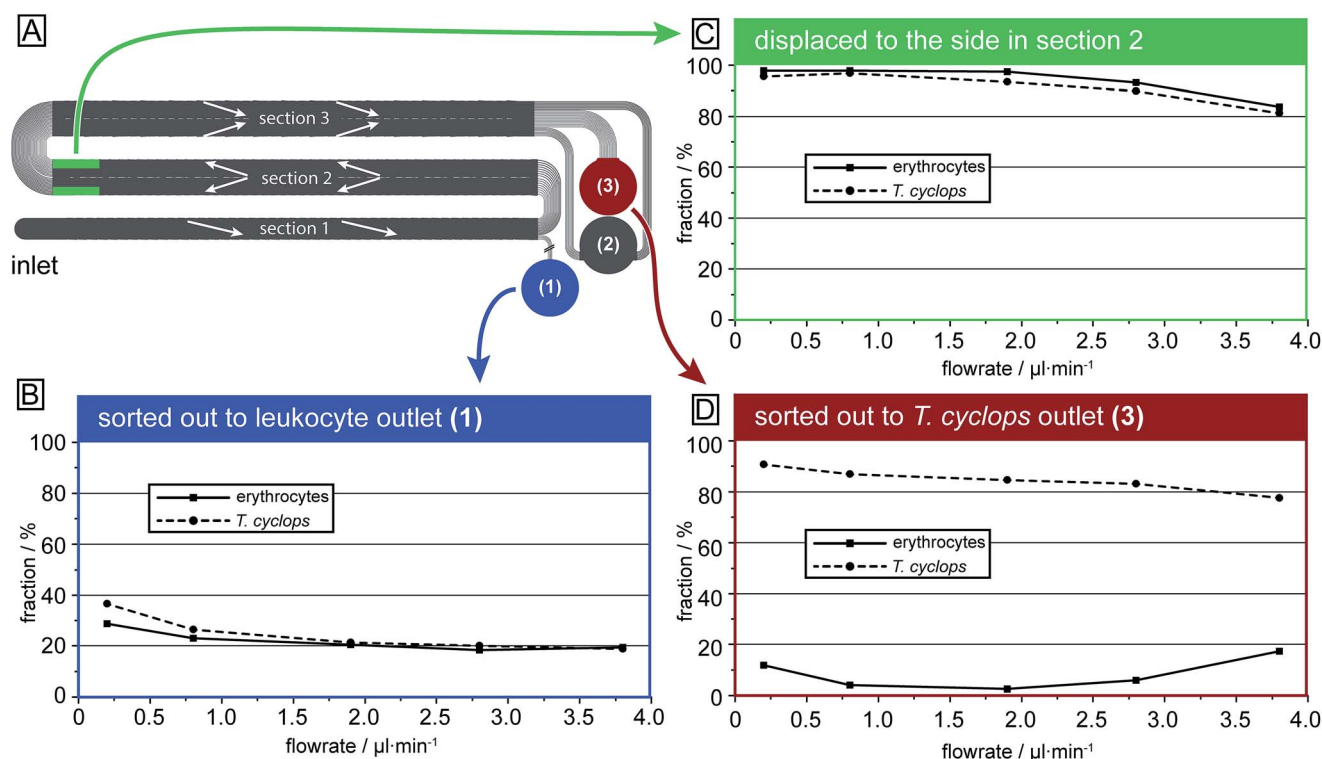 A
section 3
section 2
section 1
inlet
(3)
(2)
(1)
B
sorted out to leukocyte outlet (1)
100
80
60
40
20
0
fraction / %
erythrocytes
T. cyclops
0
0.5
1.0
1.5
2.0
2.5
3.0
3.5
4.0
flowrate / µl·min⁻¹
C
displaced to the side in section 2
100
80
60
40
20
0
fraction / %
erythrocytes
T. cyclops
0
0.5
1.0
1.5
2.0
2.5
3.0
3.5
4.0
flowrate / µl·min⁻¹
D
sorted out to T. cyclops outlet (3)
100
80
60
40
20
0
fraction / %
erythrocytes
T. cyclops
0
0.5
1.0
1.5
2.0
2.5
3.0
3.5
4.0
flowrate / µl·min⁻¹